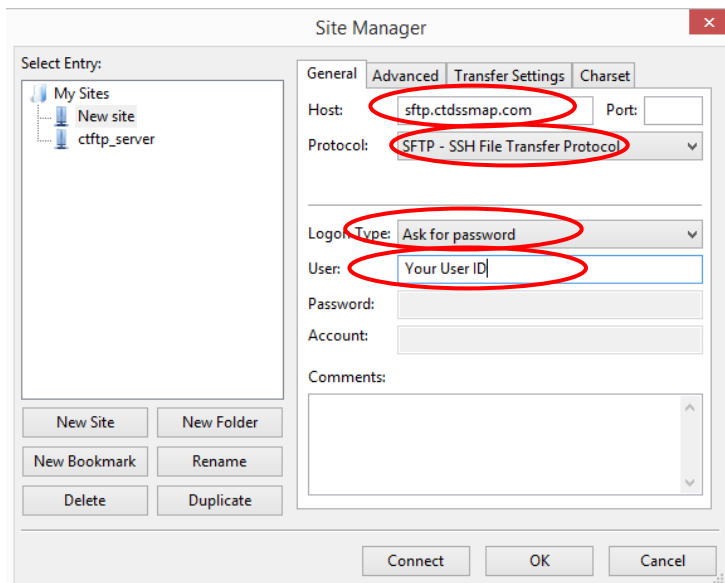 Site Manager
Select Entry:
My Sites
New site
ctftp_server
New Site
New Folder
New Bookmark
Rename
Delete
Duplicate
General
Advanced
Transfer Settings
Charset
Host:
sftp.ctdssmap.com
Port:
Protocol:
SFTP - SSH File Transfer Protocol
Logon Type:
Ask for password
User:
Your User ID
Password:
Account:
Comments:
Connect
OK
Cancel